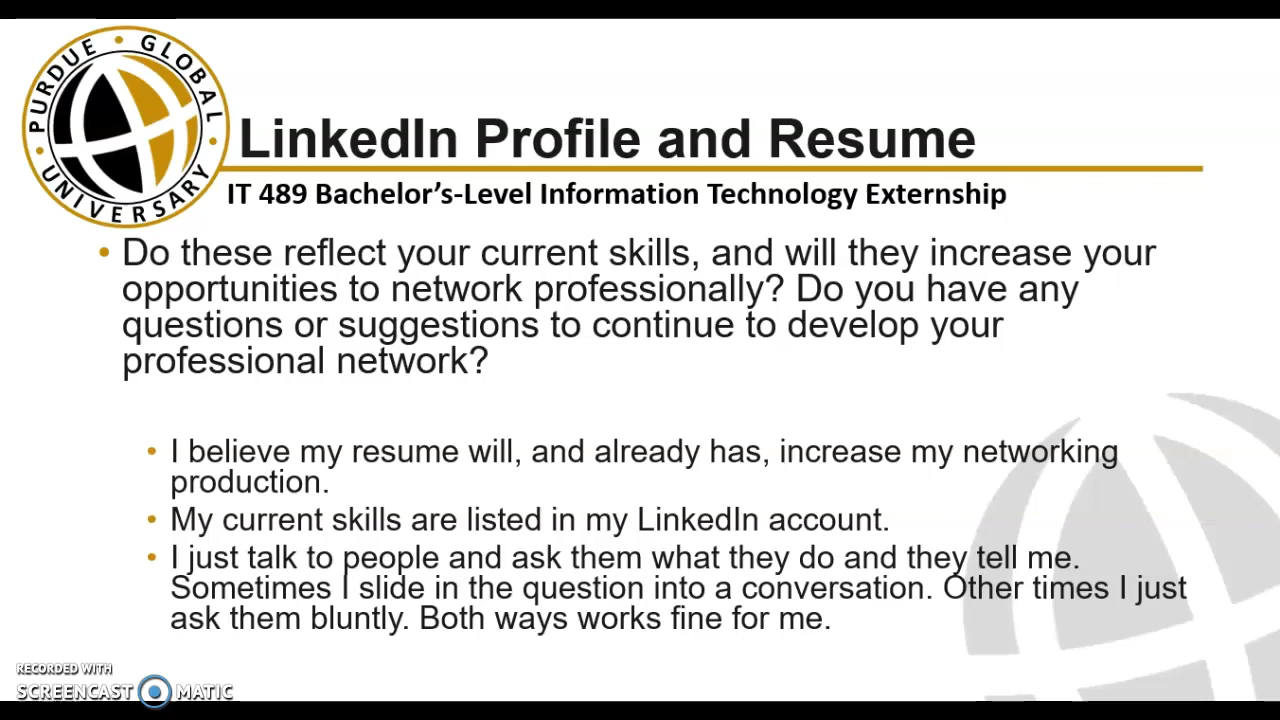 PURDUE GLOBAL
UNIVERSITY
LinkedIn Profile and Resume
IT 489 Bachelor's-Level Information Technology Externship
• Do these reflect your current skills, and will they increase your
opportunities to network professionally? Do you have any
questions or suggestions to continue to develop your
professional network?
• I believe my resume will, and already has, increase my networking
production.
• My current skills are listed in my LinkedIn account.
• I just talk to people and ask them what they do and they tell me.
Sometimes I slide in the question into a conversation. Other times I just
ask them bluntly. Both ways works fine for me.
RECORDED WITH
SCREENCAST MATIC